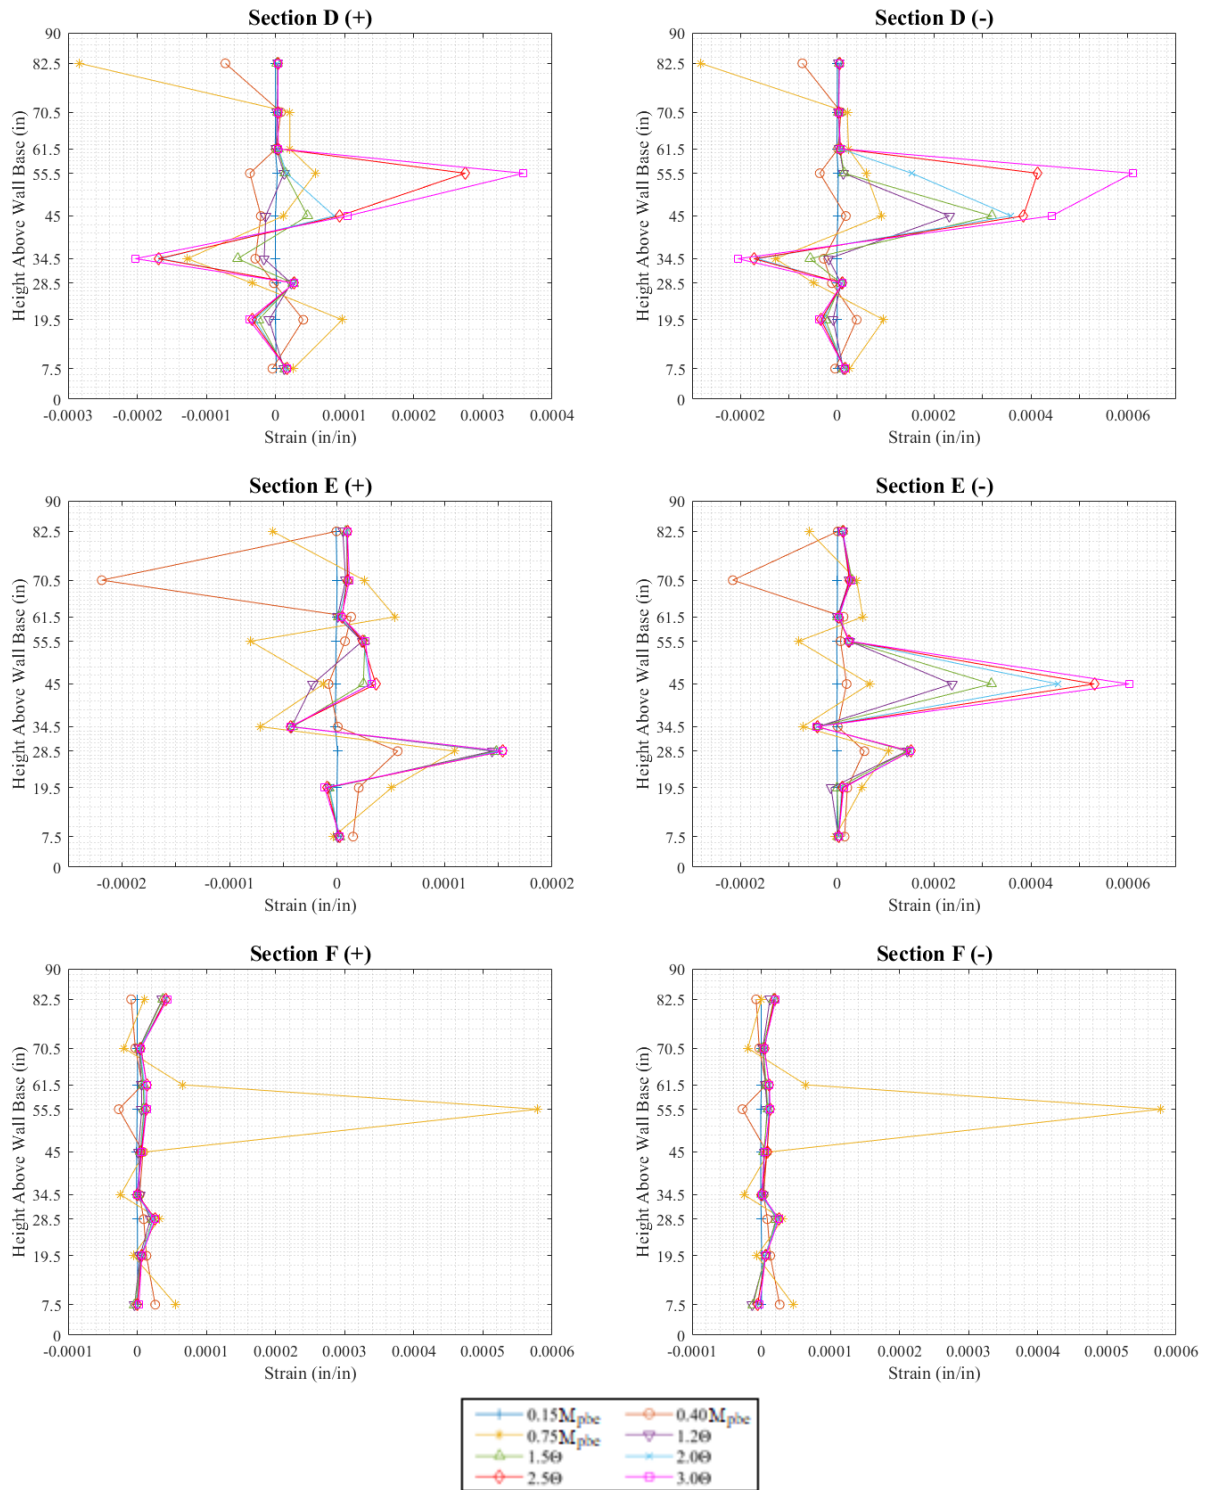 Section D (+)
Height Above Wall Base (in)
90
82.5
70.5
61.5
55.5
45
34.5
28.5
19.5
7.5
0
-0.0003 -0.0002 -0.0001 0 0.0001 0.0002 0.0003 0.0004
Strain (in/in)
Section D (-)
Height Above Wall Base (in)
90
82.5
70.5
61.5
55.5
45
34.5
28.5
19.5
7.5
0
-0.0002 0 0.0002 0.0004 0.0006
Strain (in/in)
Section E (+)
Height Above Wall Base (in)
90
82.5
70.5
61.5
55.5
45
34.5
28.5
19.5
7.5
0
-0.0002 -0.0001 0 0.0001 0.0002
Strain (in/in)
Section E (-)
Height Above Wall Base (in)
90
82.5
70.5
61.5
55.5
45
34.5
28.5
19.5
7.5
0
-0.0002 0 0.0002 0.0004 0.0006
Strain (in/in)
Section F (+)
Height Above Wall Base (in)
90
82.5
70.5
61.5
55.5
45
34.5
28.5
19.5
7.5
0
-0.0001 0 0.0001 0.0002 0.0003 0.0004 0.0005 0.0006
Strain (in/in)
Section F (-)
Height Above Wall Base (in)
90
82.5
70.5
61.5
55.5
45
34.5
28.5
19.5
7.5
0
-0.0001 0 0.0001 0.0002 0.0003 0.0004 0.0005 0.0006
Strain (in/in)
0.15Mpbe 0.40Mpbe
0.75Mpbe 1.2Θ
1.5Θ 2.0Θ
2.5Θ 3.0Θ